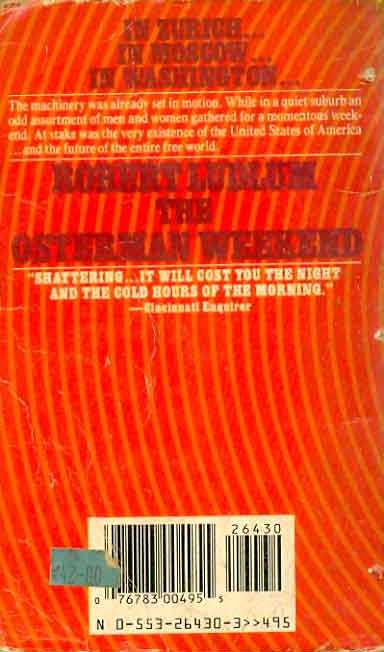 IN ZURICH...
IN MOSCOW...
IN WASHINGTON...
The machinery was already set in motion. While in a quiet suburb an
odd assortment of men and women gathered for a momentous week-
end. At stake was the very existence of the United States of America
...and the future of the entire free world.
ROBERT LUDLUM
THE
OSTERMAN WEEKEND
"SHATTERING...IT WILL COST YOU THE NIGHT
AND THE COLD HOURS OF THE MORNING."
—Cincinnati Enquirer
26430
0 76783 00495 5
N 0-553-26430-3>>495